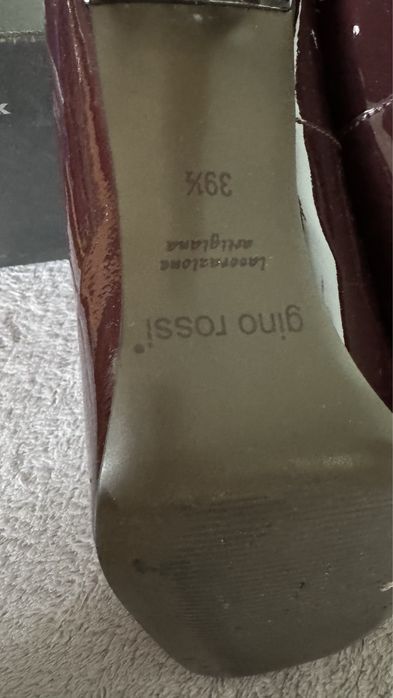 gino rossi®
lavorazione
artigiana
39½
k